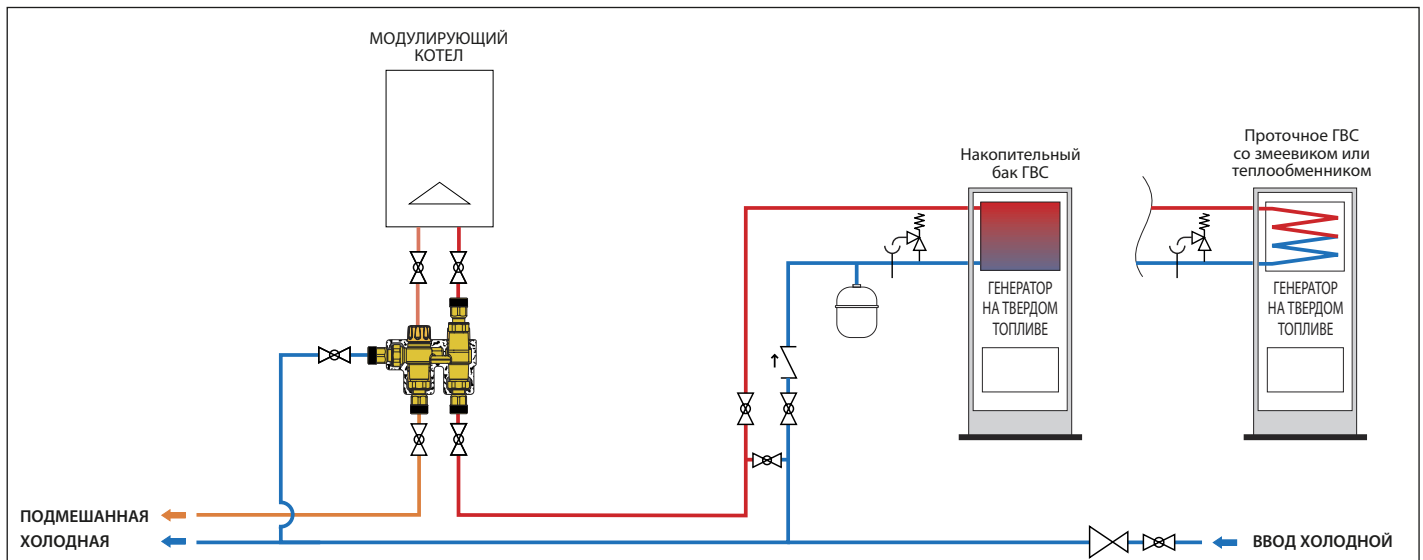 МОДУЛИРУЮЩИЙ
КОТЕЛ
Накопительный
бак ГВС
Проточное ГВС
со змеевиком или
теплообменником
ГЕНЕРАТОР
НА ТВЕРДОМ
ТОПЛИВЕ
ГЕНЕРАТОР
НА ТВЕРДОМ
ТОПЛИВЕ
ПОДМЕШАННАЯ
ХОЛОДНАЯ
ВВОД ХОЛОДНОЙ